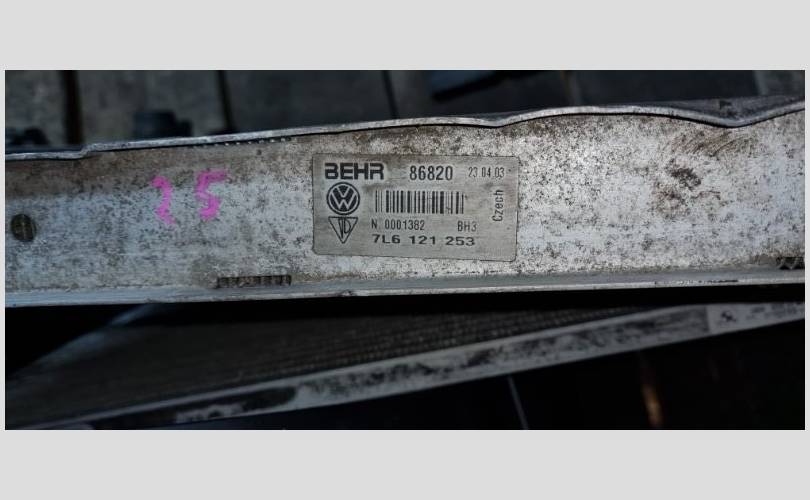 25
BEHR 86820 23.04.03
Czech
N 0001382 BH3
7L6 121 253